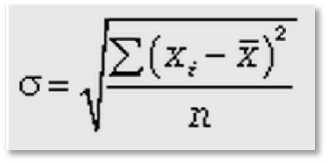 σ = √(∑(xᵢ − x̄)² / n)